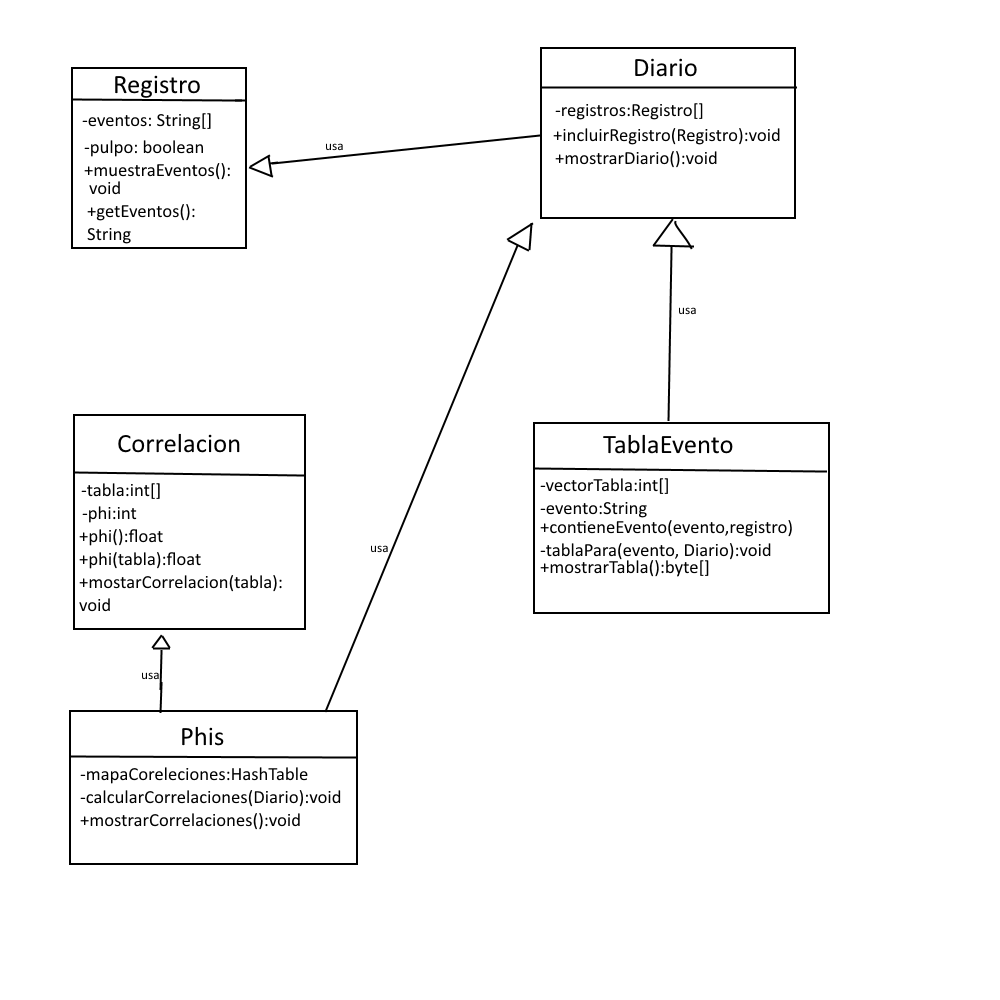 Registro
-eventos: String[]
-pulpo: boolean
+muestraEventos():
void
+getEventos():
String
usa
Diario
-registros:Registro[]
+incluirRegistro(Registro):void
+mostrarDiario():void
usa
usa
Correlacion
-tabla:int[]
-phi:int
+phi():float
+phi(tabla):float
+mostarCorrelacion(tabla):
void
TablaEvento
-vectorTabla:int[]
-evento:String
+contieneEvento(evento,registro)
-tablaPara(evento, Diario):void
+mostrarTabla():byte[]
usa
Phis
-mapaCoreleciones:HashTable
-calcularCorrelaciones(Diario):void
+mostrarCorrelaciones():void